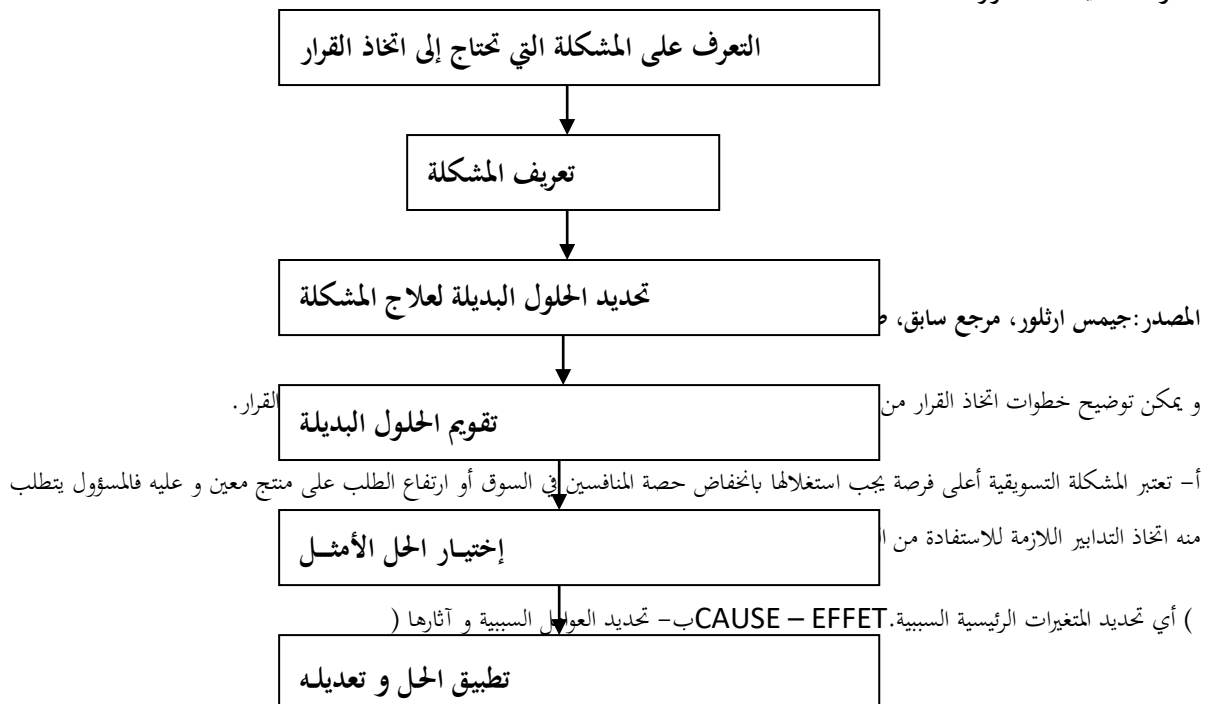 التعرف على المشكلة التي تحتاج إلى اتخاذ القرار
تعريف المشكلة
تحديد الحلول البديلة لعلاج المشكلة
المصدر:جيمس ارثلور، مرجع سابق،
تقويم الحلول البديلة
و يمكن توضيح خطوات اتخاذ القرار من القرار.
أ- تعتبر المشكلة التسويقية أعلى فرصة يجب استغلالها بانخفاض حصة المنافسين في السوق أو ارتفاع الطلب على منتج معين و عليه فالمسؤول يتطلب
إختيـار الحل الأمثــل
منه اتخاذ التدابير اللازمة للاستفادة من
ب- تحديد العوامل السببية و آثارها (CAUSE – EFFET.) أي تحديد المتغيرات الرئيسية السببية
تطبيق الحل و تعديلـه